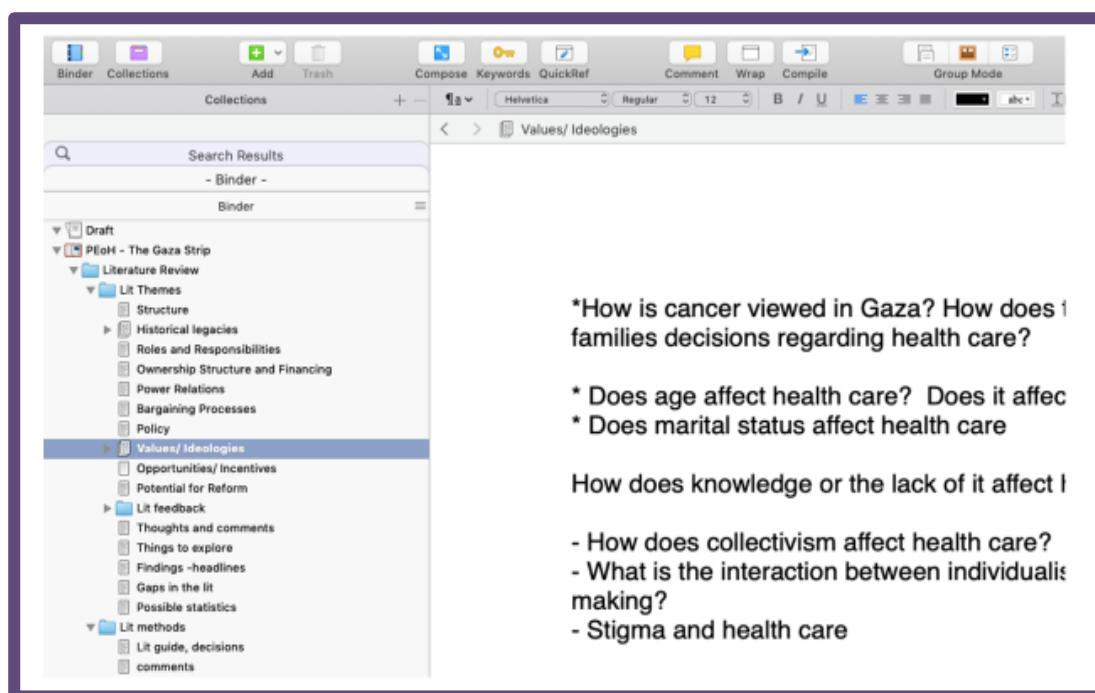 Binder Collections Add Trash Compose Keywords QuickRef Comment Wrap Compile Group Mode
Collections
Helvetica Regular 12 B I U abc
Values/ Ideologies
Search Results
- Binder -
Binder
Draft
PEoH - The Gaza Strip
Literature Review
Lit Themes
Structure
Historical legacies
Roles and Responsibilities
Ownership Structure and Financing
Power Relations
Bargaining Processes
Policy
Values/ Ideologies
Opportunities/ Incentives
Potential for Reform
Lit feedback
Thoughts and comments
Things to explore
Findings -headlines
Gaps in the lit
Possible statistics
Lit methods
Lit guide, decisions
comments
*How is cancer viewed in Gaza? How does
families decisions regarding health care?
* Does age affect health care?  Does it affec
* Does marital status affect health care
How does knowledge or the lack of it affect
- How does collectivism affect health care?
- What is the interaction between individualis
making?
- Stigma and health care